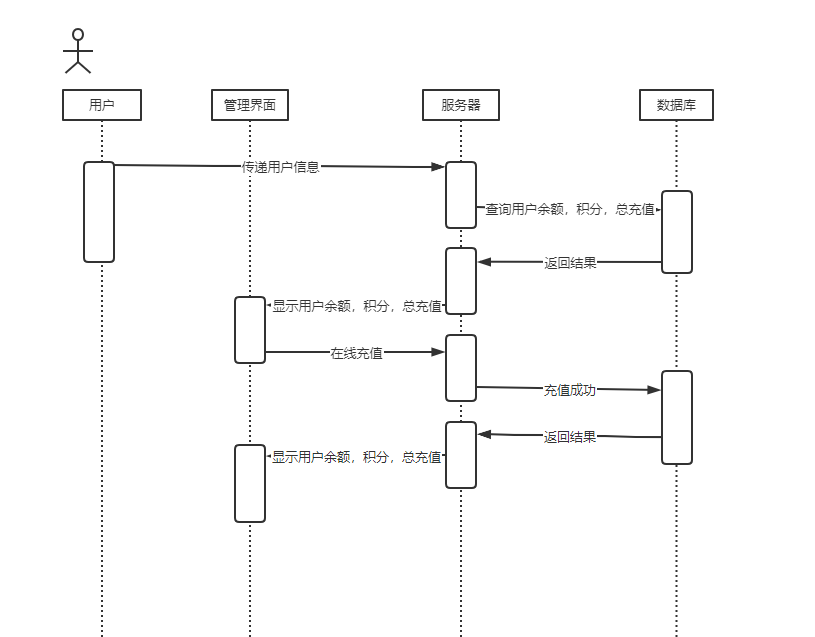 用户
管理界面
服务器
数据库
传递用户信息
查询用户余额，积分，总充值
返回结果
显示用户余额，积分，总充值
在线充值
充值成功
返回结果
显示用户余额，积分，总充值